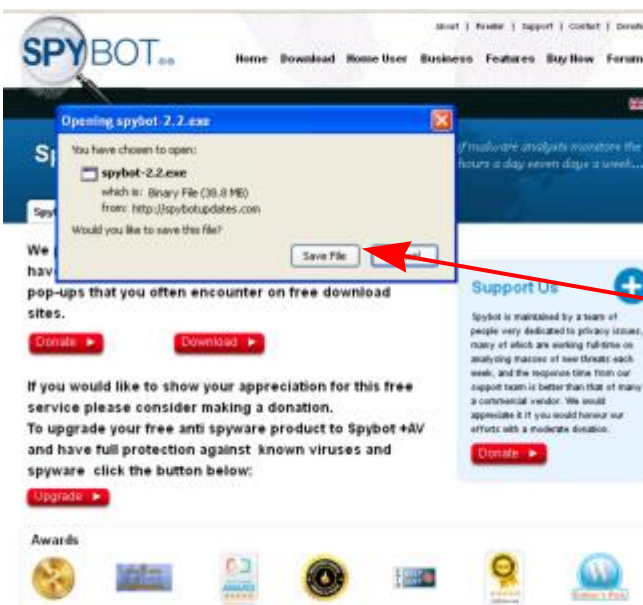 About | Reseller | Support | Contact | Donate
SPYBOT
Home Download Home User Business Features Buy Now Forum
Opening spybot-2.2.exe
You have chosen to open:
spybot-2.2.exe
which is: Binary File (38.8 MB)
from: http://spybotupdates.com
Would you like to save this file?
Save File
of malware analysts monitors the
hours a day seven days a week...
We
hav
pop-ups that you often encounter on free download
sites.
Donate
Download
If you would like to show your appreciation for this free
service please consider making a donation.
To upgrade your free anti spyware product to Spybot +AV
and have full protection against known viruses and
spyware click the button below:
Upgrade
Support Us
Spybot is maintained by a team of
people very dedicated to privacy issues,
many of which are working full-time on
analyzing masses of new threats each
week, and the response time from our
support team is better than that of many
a commercial vendor. We would
appreciate it if you would honour our
efforts with a moderate donation.
Donate
Awards